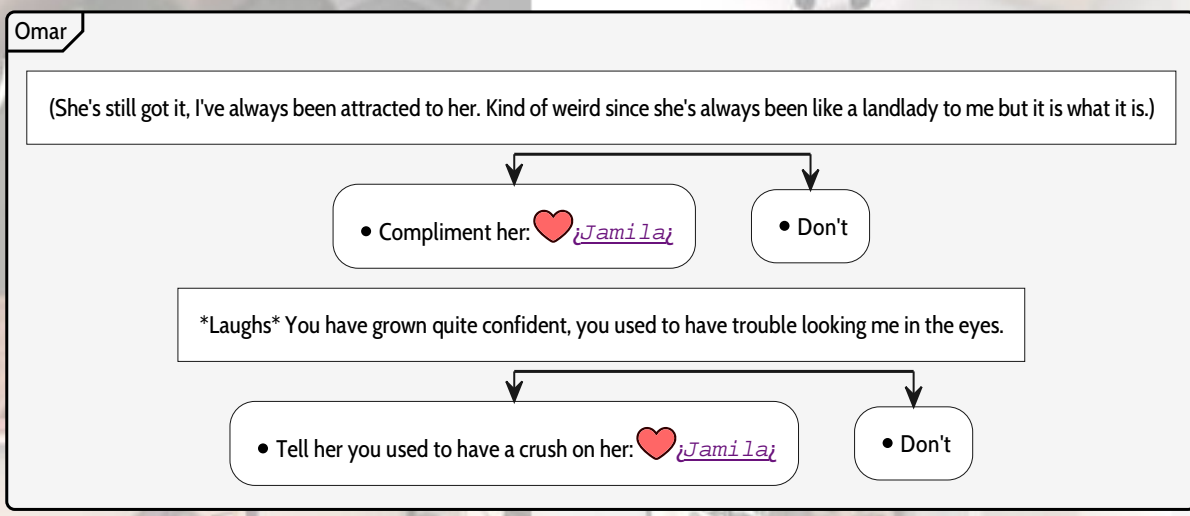 Omar
(She's still got it, I've always been attracted to her. Kind of weird since she's always been like a landlady to me but it is what it is.)
• Compliment her: ¡Jamila¡
• Don't
*Laughs* You have grown quite confident, you used to have trouble looking me in the eyes.
• Tell her you used to have a crush on her: ¡Jamila¡
• Don't